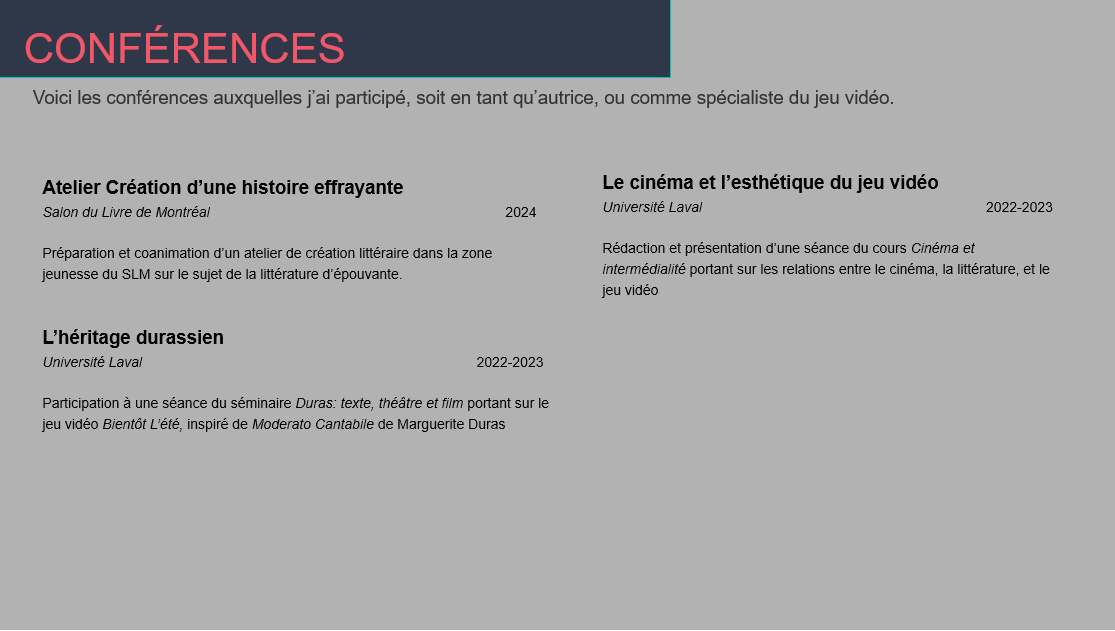 CONFÉRENCES
Voici les conférences auxquelles j’ai participé, soit en tant qu’autrice, ou comme spécialiste du jeu vidéo.
Atelier Création d’une histoire effrayante
Salon du Livre de Montréal 2024
Préparation et coanimation d’un atelier de création littéraire dans la zone
jeunesse du SLM sur le sujet de la littérature d’épouvante.
L’héritage durassien
Université Laval 2022-2023
Participation à une séance du séminaire Duras: texte, théâtre et film portant sur le
jeu vidéo Bientôt L’été, inspiré de Moderato Cantabile de Marguerite Duras
Le cinéma et l’esthétique du jeu vidéo
Université Laval 2022-2023
Rédaction et présentation d’une séance du cours Cinéma et
intermédialité portant sur les relations entre le cinéma, la littérature, et le
jeu vidéo